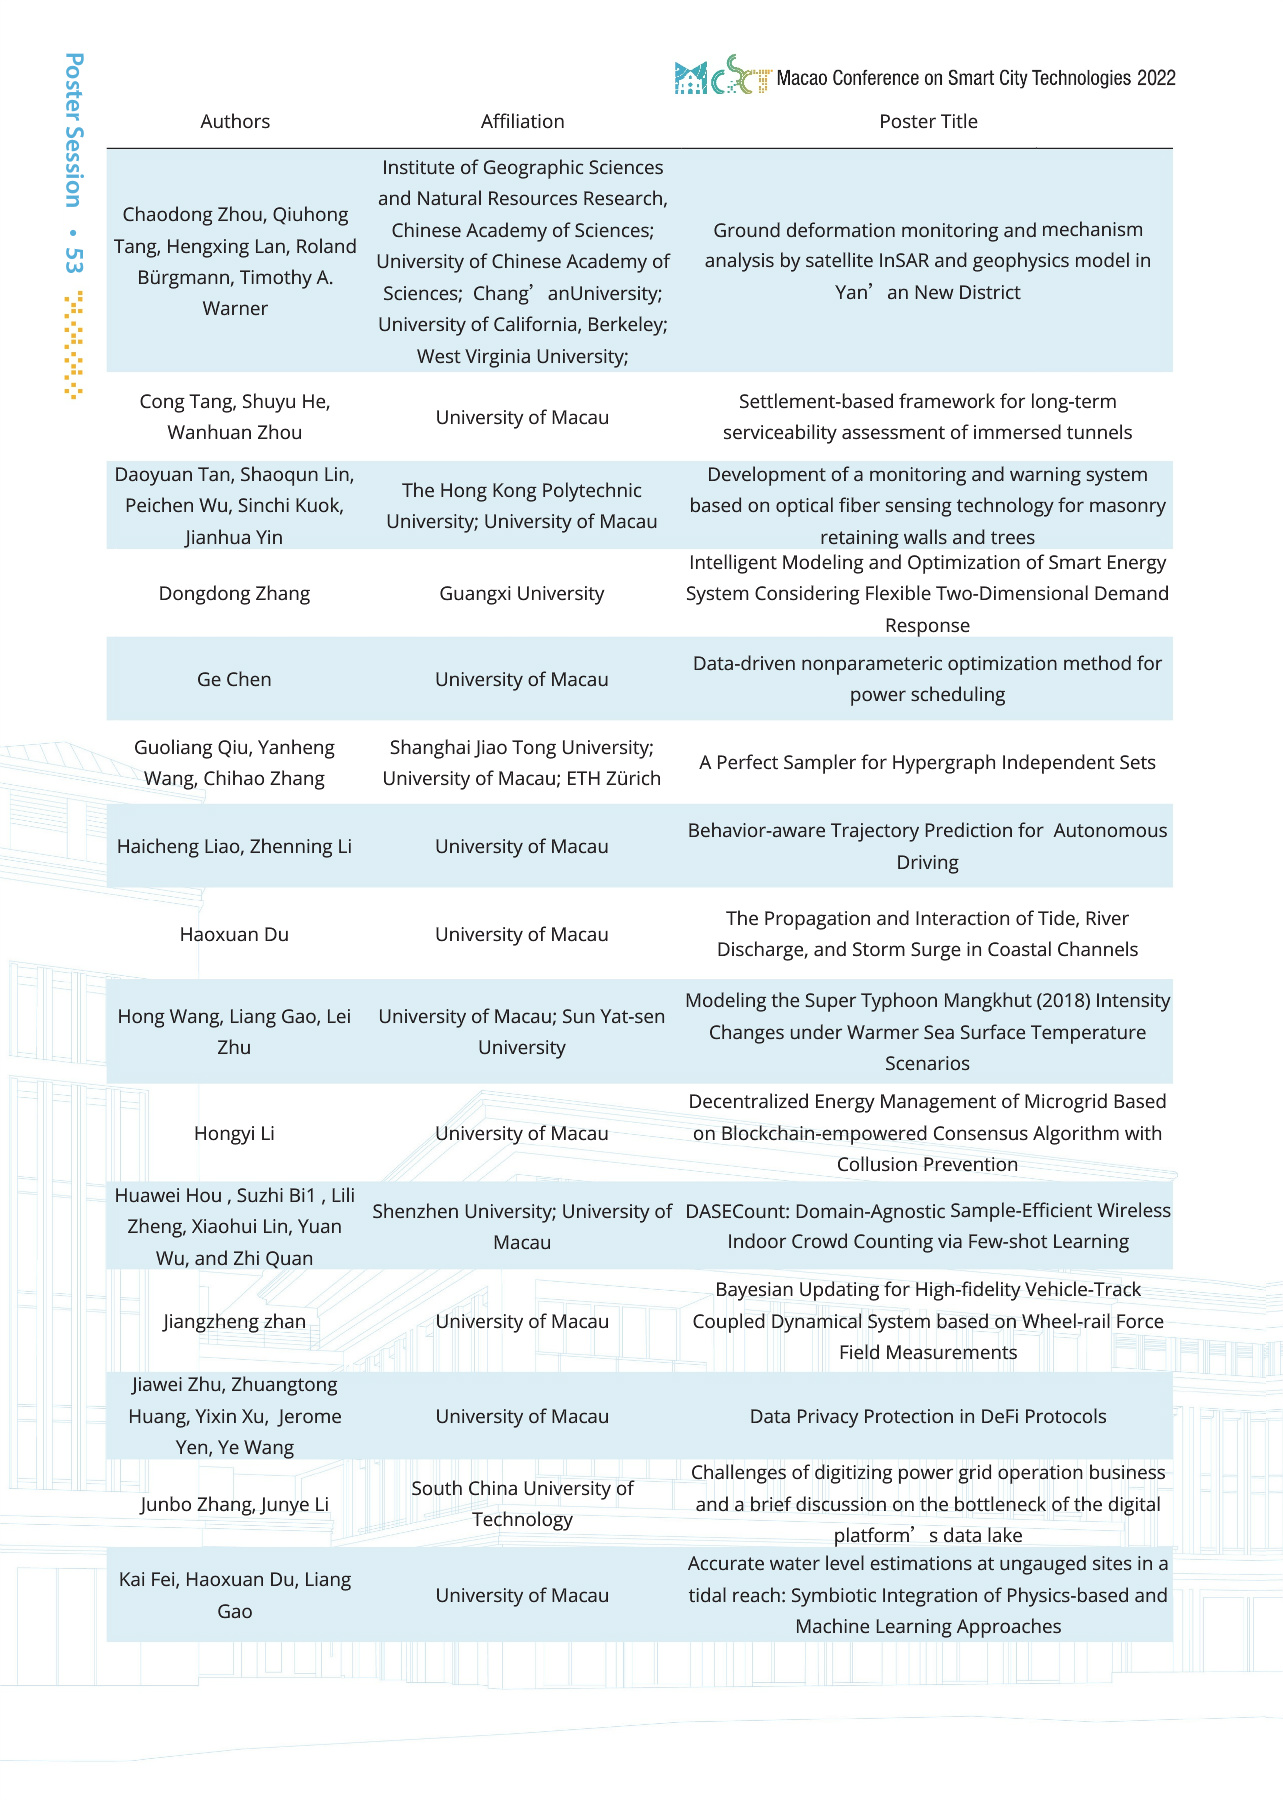 Poster Session • 53
McSCT Macao Conference on Smart City Technologies 2022
Authors Affiliation Poster Title
Chaodong Zhou, Qiuhong
Tang, Hengxing Lan, Roland
Bürgmann, Timothy A.
Warner
Institute of Geographic Sciences
and Natural Resources Research,
Chinese Academy of Sciences;
University of Chinese Academy of
Sciences; Chang’ anUniversity;
University of California, Berkeley;
West Virginia University;
Ground deformation monitoring and mechanism
analysis by satellite InSAR and geophysics model in
Yan’ an New District
Cong Tang, Shuyu He,
Wanhuan Zhou
University of Macau
Settlement-based framework for long-term
serviceability assessment of immersed tunnels
Daoyuan Tan, Shaoqun Lin,
Peichen Wu, Sinchi Kuok,
Jianhua Yin
The Hong Kong Polytechnic
University; University of Macau
Development of a monitoring and warning system
based on optical fiber sensing technology for masonry
retaining walls and trees
Dongdong Zhang
Guangxi University
Intelligent Modeling and Optimization of Smart Energy
System Considering Flexible Two-Dimensional Demand
Response
Ge Chen
University of Macau
Data-driven nonparameteric optimization method for
power scheduling
Guoliang Qiu, Yanheng
Wang, Chihao Zhang
Shanghai Jiao Tong University;
University of Macau; ETH Zürich
A Perfect Sampler for Hypergraph Independent Sets
Haicheng Liao, Zhenning Li
University of Macau
Behavior-aware Trajectory Prediction for Autonomous
Driving
Haoxuan Du
University of Macau
The Propagation and Interaction of Tide, River
Discharge, and Storm Surge in Coastal Channels
Hong Wang, Liang Gao, Lei
Zhu
University of Macau; Sun Yat-sen
University
Modeling the Super Typhoon Mangkhut (2018) Intensity
Changes under Warmer Sea Surface Temperature
Scenarios
Hongyi Li
University of Macau
Decentralized Energy Management of Microgrid Based
on Blockchain-empowered Consensus Algorithm with
Collusion Prevention
Huawei Hou , Suzhi Bi1 , Lili
Zheng, Xiaohui Lin, Yuan
Wu, and Zhi Quan
Shenzhen University; University of
Macau
DASECount: Domain-Agnostic Sample-Efficient Wireless
Indoor Crowd Counting via Few-shot Learning
Jiangzheng zhan
University of Macau
Bayesian Updating for High-fidelity Vehicle-Track
Coupled Dynamical System based on Wheel-rail Force
Field Measurements
Jiawei Zhu, Zhuangtong
Huang, Yixin Xu, Jerome
Yen, Ye Wang
University of Macau
Data Privacy Protection in DeFi Protocols
Junbo Zhang, Junye Li
South China University of
Technology
Challenges of digitizing power grid operation business
and a brief discussion on the bottleneck of the digital
platform’ s data lake
Kai Fei, Haoxuan Du, Liang
Gao
University of Macau
Accurate water level estimations at ungauged sites in a
tidal reach: Symbiotic Integration of Physics-based and
Machine Learning Approaches